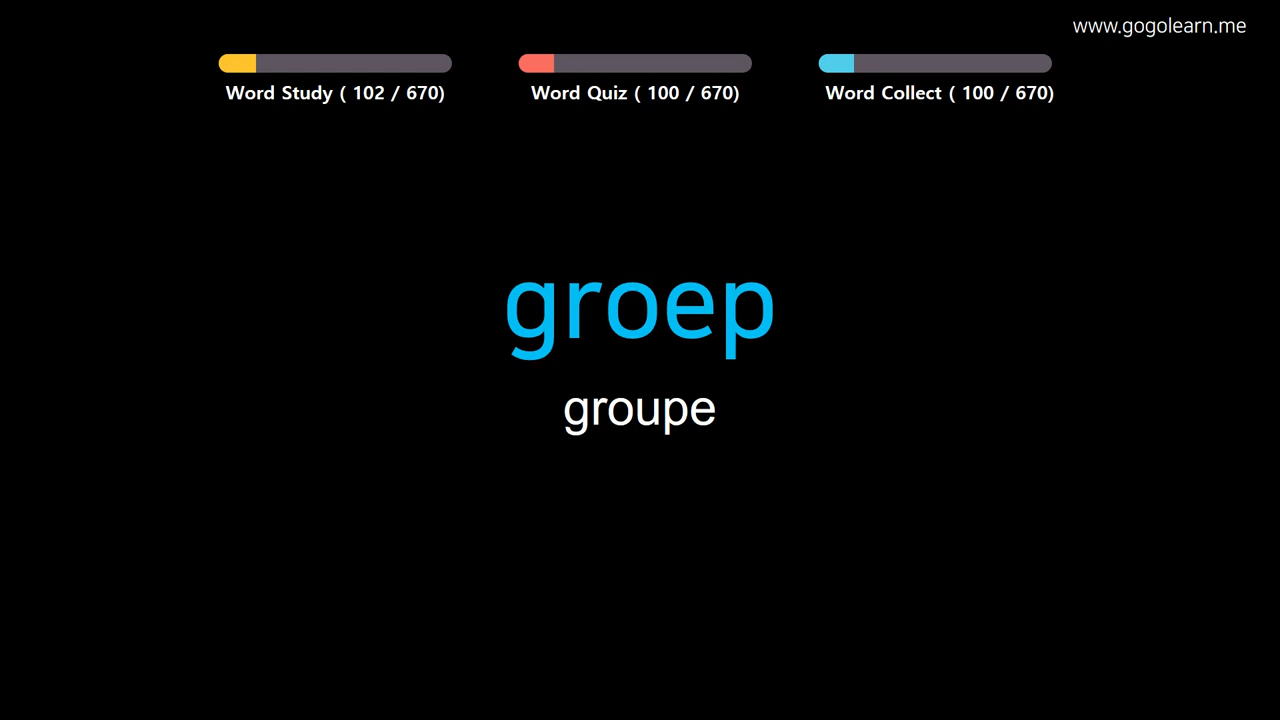 www.gogolearn.me
Word Study ( 102 / 670)
Word Quiz ( 100 / 670)
Word Collect ( 100 / 670)
groep
groupe